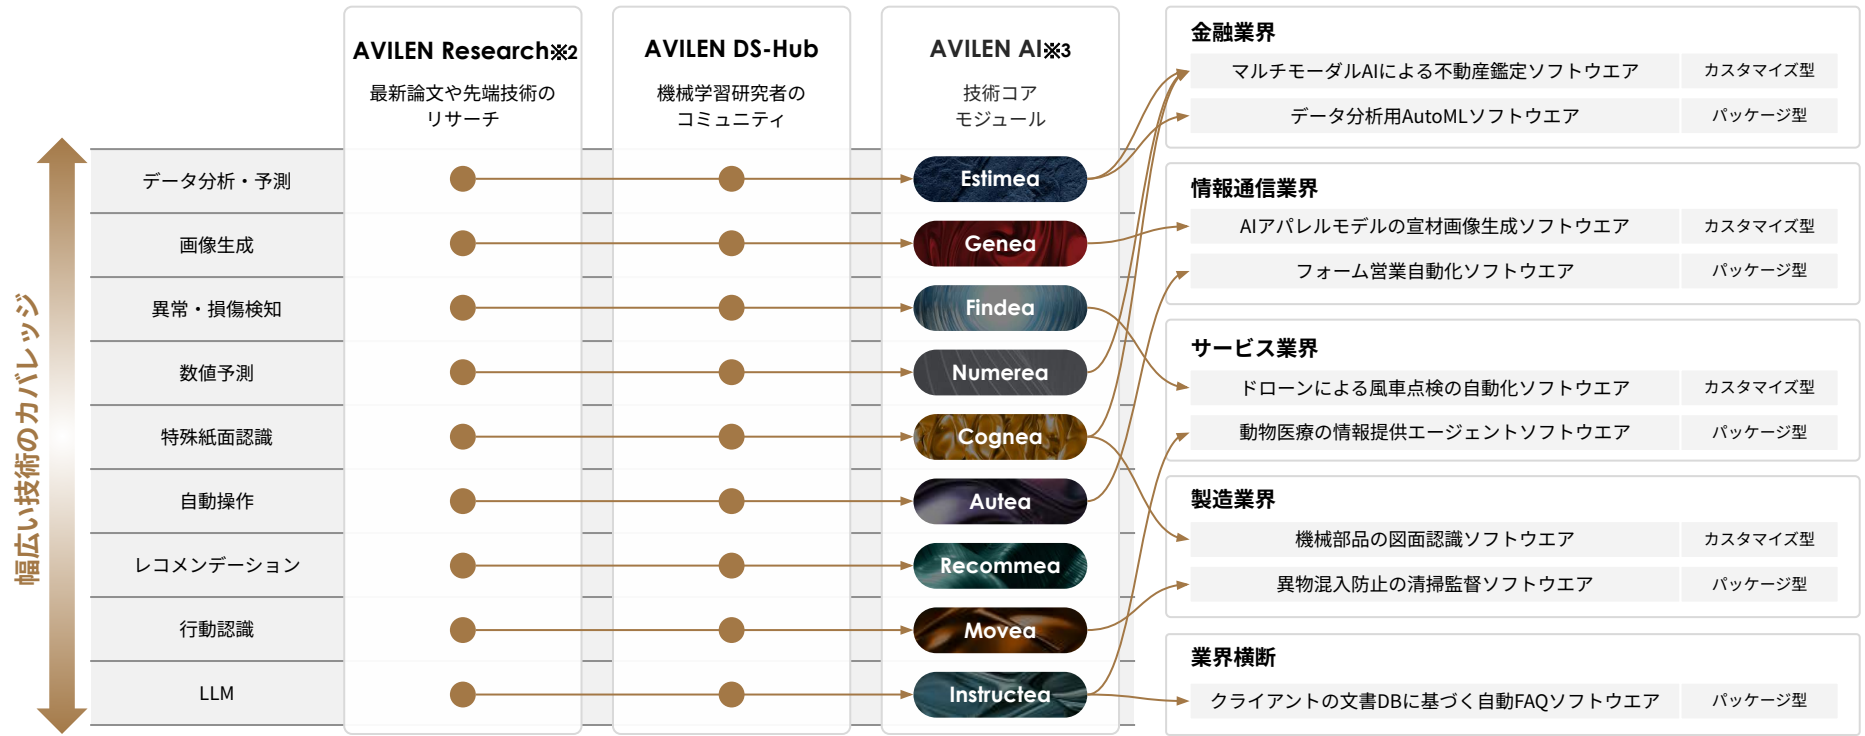 幅広い技術のカバレッジ
AVILEN Research※2
最新論文や先端技術の
リサーチ
AVILEN DS-Hub
機械学習研究者の
コミュニティ
AVILEN AI※3
技術コア
モジュール
データ分析・予測
Estimea
画像生成
Genea
異常・損傷検知
Findea
数値予測
Numerea
特殊紙面認識
Cognea
自動操作
Autea
レコメンデーション
Recommea
行動認識
Movea
LLM
Instructea
金融業界
マルチモーダルAIによる不動産鑑定ソフトウエア
カスタマイズ型
データ分析用AutoMLソフトウエア
パッケージ型
情報通信業界
AIアパレルモデルの宣材画像生成ソフトウエア
カスタマイズ型
フォーム営業自動化ソフトウエア
パッケージ型
サービス業界
ドローンによる風車点検の自動化ソフトウエア
カスタマイズ型
動物医療の情報提供エージェントソフトウエア
パッケージ型
製造業界
機械部品の図面認識ソフトウエア
カスタマイズ型
異物混入防止の清掃監督ソフトウエア
パッケージ型
業界横断
クライアントの文書DBに基づく自動FAQソフトウエア
パッケージ型